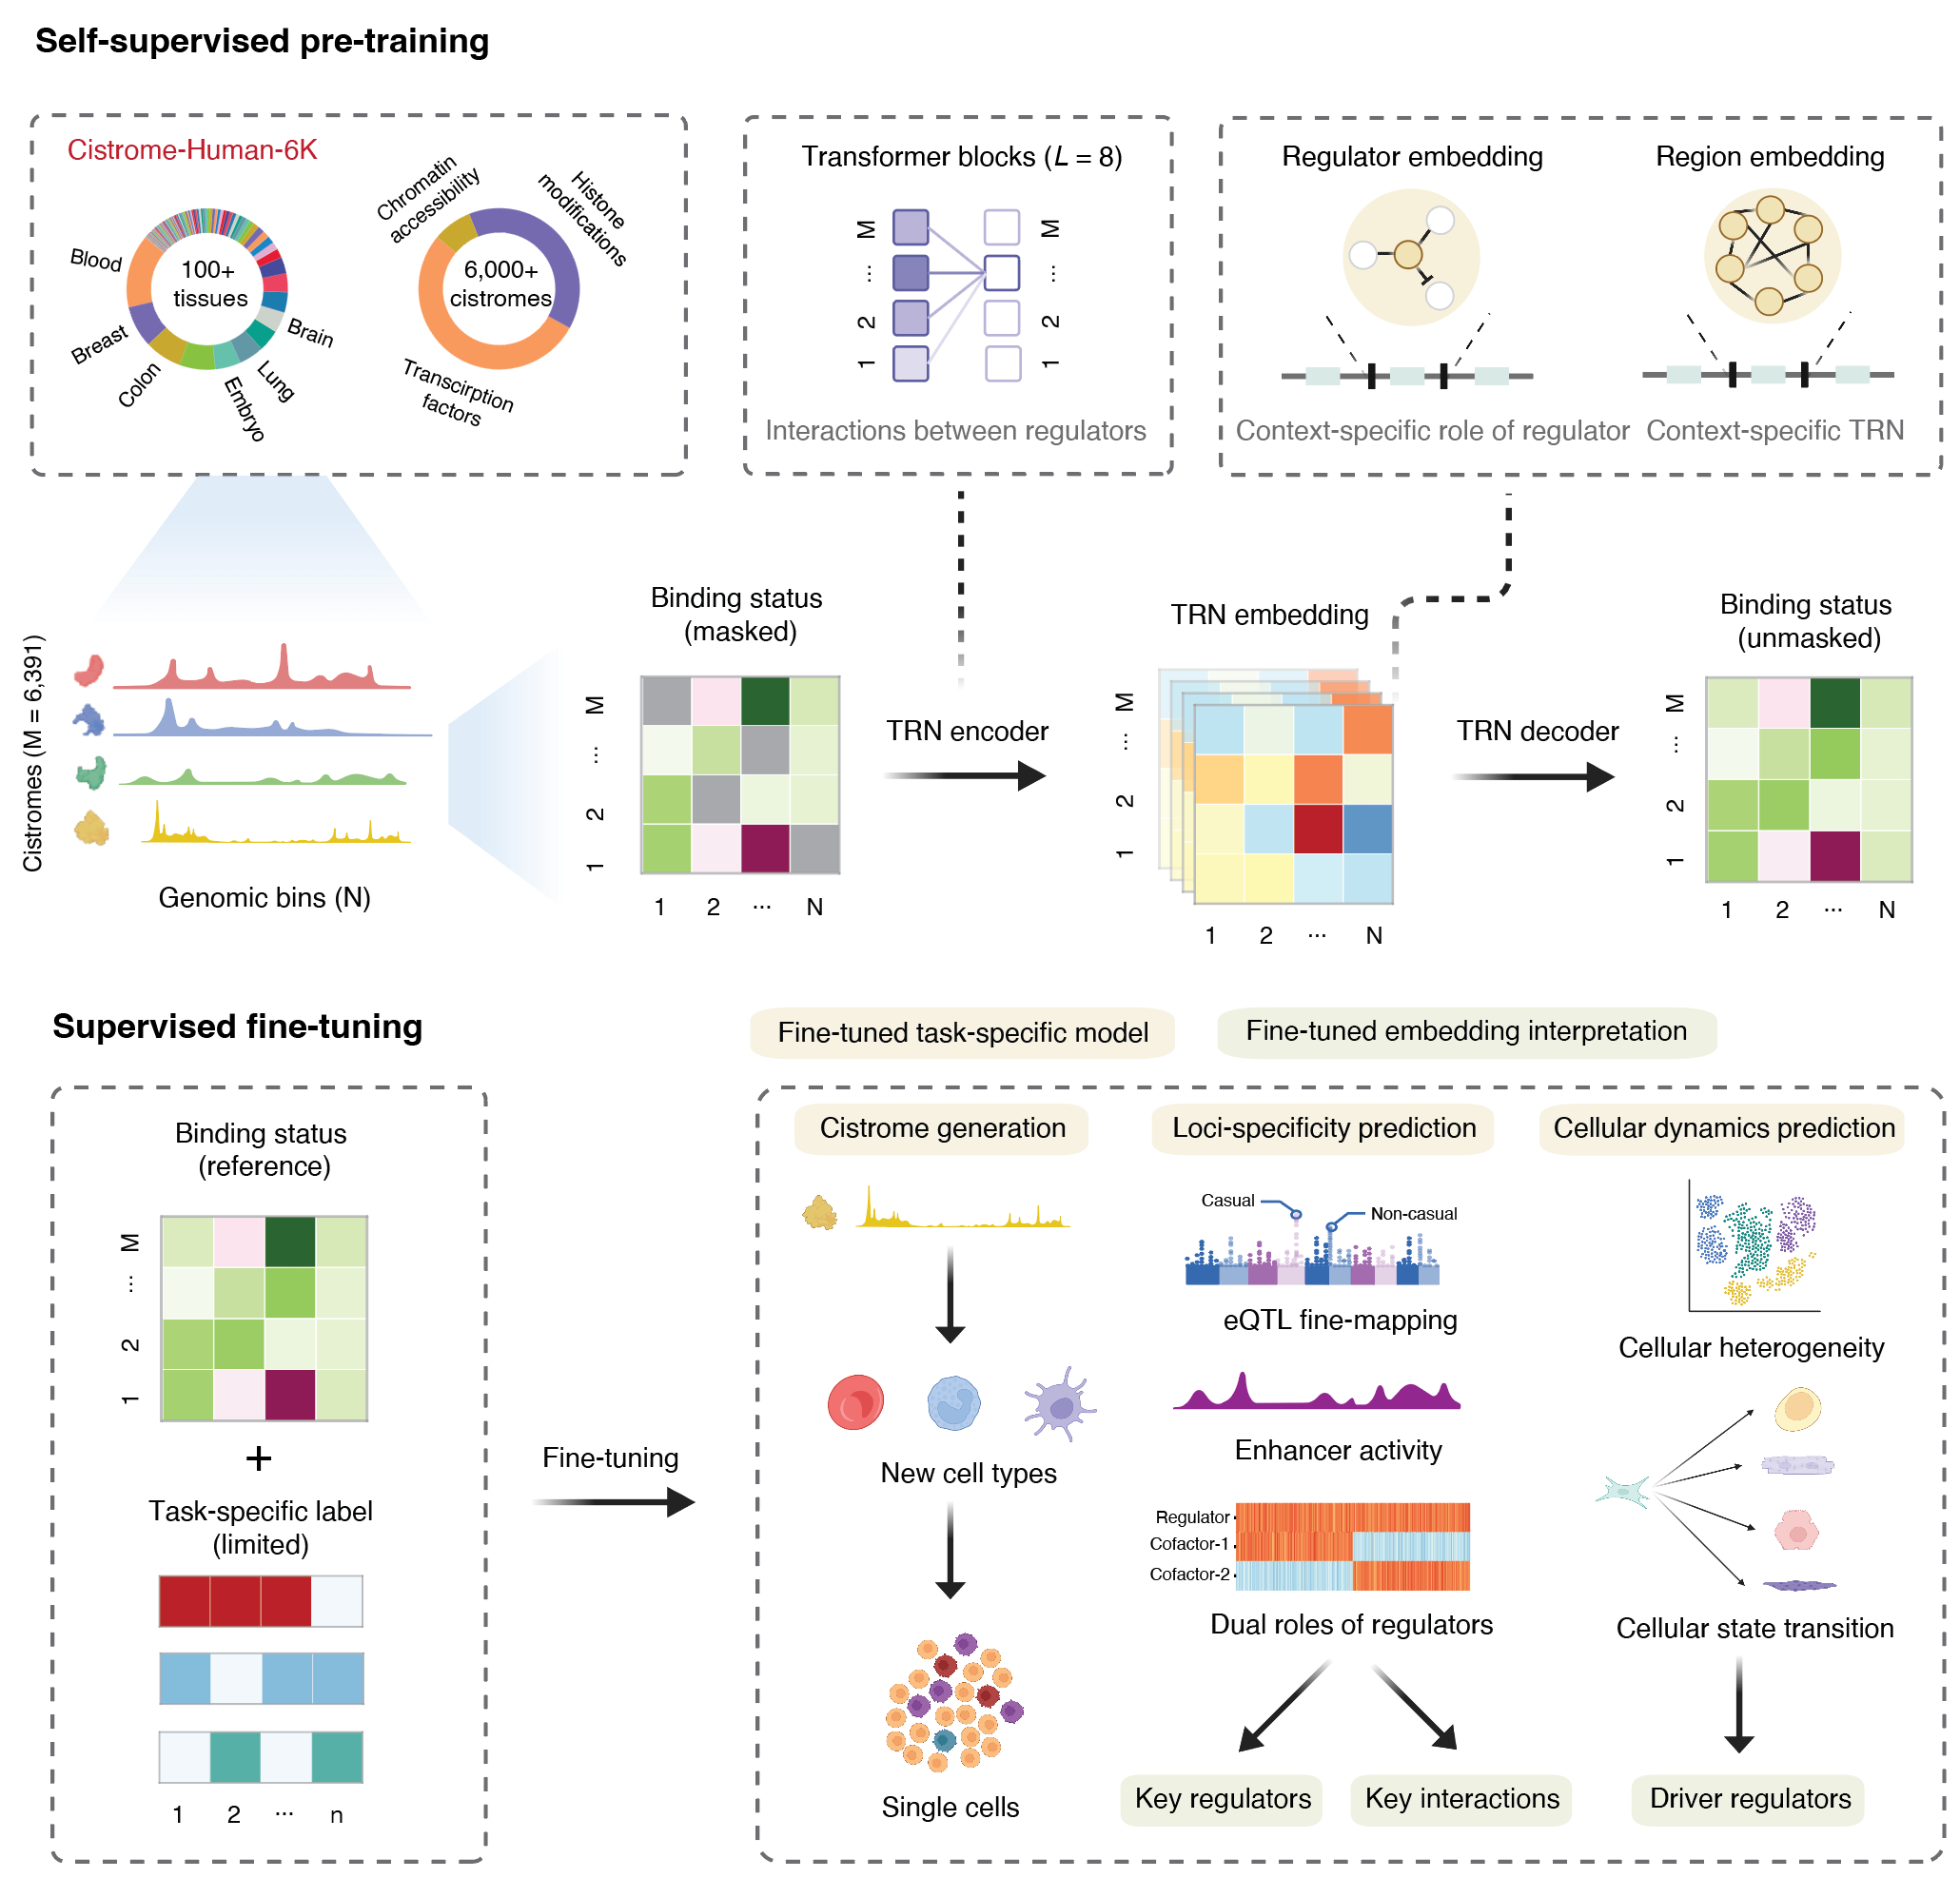 Self-supervised pre-training
Cistrome-Human-6K
100+
tissues
Blood
Breast
Colon
Embryo
Lung
Brain
6,000+
cistromes
Chromatin
accessibility
Histone
modifications
Transcirption
factors
Transformer blocks (L = 8)
M
...
2
1
M
...
2
1
Interactions between regulators
Regulator embedding
Region embedding
Context-specific role of regulator
Context-specific TRN
Cistromes (M = 6,391)
Genomic bins (N)
Binding status
(masked)
M
...
2
1
1 2 ... N
TRN encoder
TRN embedding
M
...
2
1
1 2 ... N
TRN decoder
Binding status
(unmasked)
M
...
2
1
1 2 ... N
Supervised fine-tuning
Fine-tuned task-specific model
Fine-tuned embedding interpretation
Binding status
(reference)
M
...
2
1
+
Task-specific label
(limited)
1 2 ... n
Fine-tuning
Cistrome generation
New cell types
Single cells
Loci-specificity prediction
Casual
Non-casual
eQTL fine-mapping
Enhancer activity
Regulator
Cofactor-1
Cofactor-2
Dual roles of regulators
Key regulators
Key interactions
Cellular dynamics prediction
Cellular heterogeneity
Cellular state transition
Driver regulators